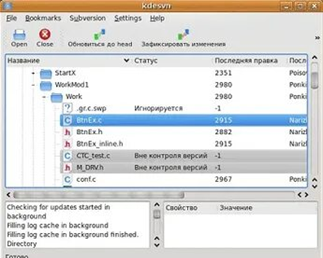 kdesvn
File Bookmarks Subversion Settings Help
Open Close Обновиться до head Зафиксировать изменения
Название Статус Последняя правка После
StartX 2351
WorkMod1 2980
Work 2980
.gr.c.swp Игнорируется -1
BtnEx.c 2915
BtnEx.h 2882
BtnEx_inline.h 2915
CTC_test.c Вне контроля версий -1
M_DRV.h Вне контроля версий -1
conf.c 2967
Checking for updates started in
background
Filling log cache in background
Filling log cache in background finished.
Directory
Свойство Значение
Готово